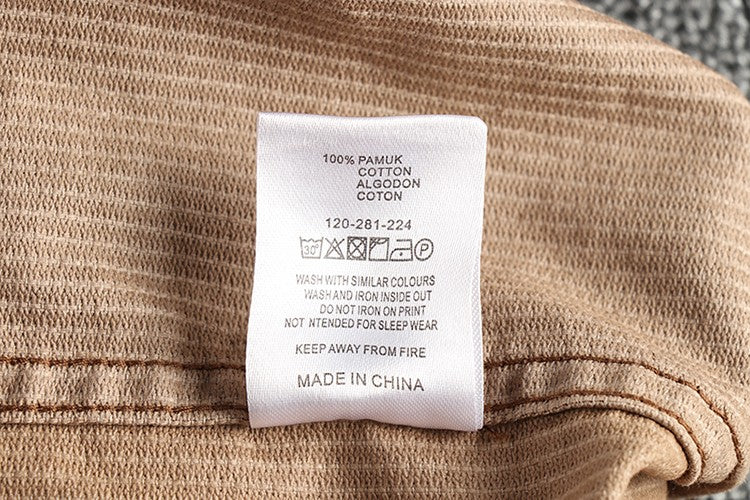 100% PAMUK
COTTON
ALGODON
COTON
120-281-224
30°
P
WASH WITH SIMILAR COLOURS
WASH AND IRON INSIDE OUT
DO NOT IRON ON PRINT
NOT NTENDED FOR SLEEP WEAR
KEEP AWAY FROM FIRE
MADE IN CHINA